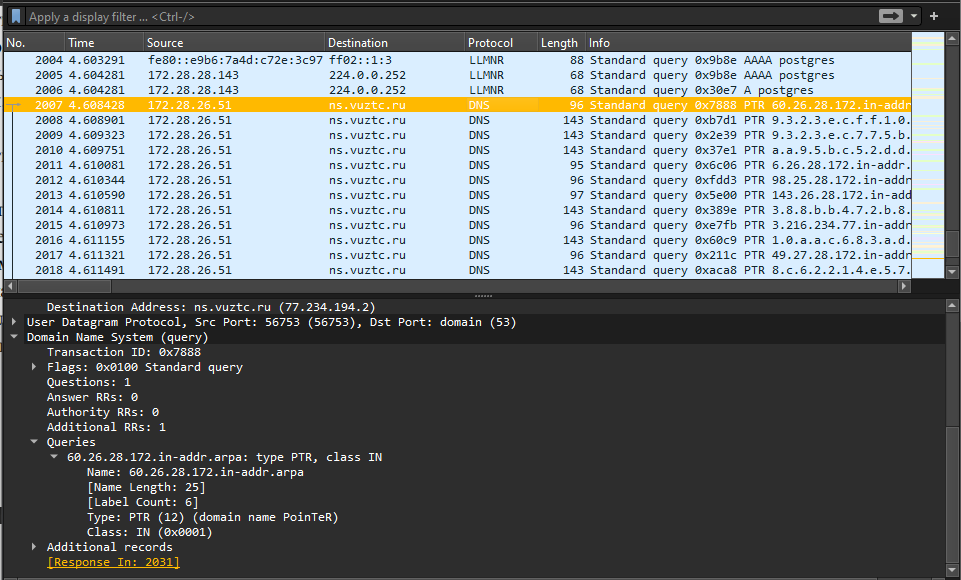 Apply a display filter ... <Ctrl-/>
No. Time Source Destination Protocol Length Info
2004 4.603291 fe80::e9b6:7a4d:c72e:3c97 ff02::1:3 LLMNR 88 Standard query 0x9b8e AAAA postgres
2005 4.604281 172.28.28.143 224.0.0.252 LLMNR 68 Standard query 0x9b8e AAAA postgres
2006 4.604281 172.28.28.143 224.0.0.252 LLMNR 68 Standard query 0x30e7 A postgres
2007 4.608428 172.28.26.51 ns.vuztc.ru DNS 96 Standard query 0x7888 PTR 60.26.28.172.in-addr
2008 4.608901 172.28.26.51 ns.vuztc.ru DNS 143 Standard query 0xb7d1 PTR 9.3.2.3.e.c.f.f.1.0.
2009 4.609323 172.28.26.51 ns.vuztc.ru DNS 143 Standard query 0x2e39 PTR 9.3.2.3.e.c.7.7.5.b.
2010 4.609751 172.28.26.51 ns.vuztc.ru DNS 143 Standard query 0x37e1 PTR a.a.9.5.b.c.5.2.d.d.
2011 4.610081 172.28.26.51 ns.vuztc.ru DNS 95 Standard query 0x6c06 PTR 6.26.28.172.in-addr.
2012 4.610344 172.28.26.51 ns.vuztc.ru DNS 96 Standard query 0xfdd3 PTR 98.25.28.172.in-addr
2013 4.610590 172.28.26.51 ns.vuztc.ru DNS 97 Standard query 0x5e00 PTR 143.26.28.172.in-add
2014 4.610811 172.28.26.51 ns.vuztc.ru DNS 143 Standard query 0x389e PTR 3.8.8.b.b.4.7.2.b.8.
2015 4.610973 172.28.26.51 ns.vuztc.ru DNS 96 Standard query 0xe7fb PTR 3.216.234.77.in-addr
2016 4.611155 172.28.26.51 ns.vuztc.ru DNS 143 Standard query 0x60c9 PTR 1.0.a.a.c.6.8.3.a.d.
2017 4.611321 172.28.26.51 ns.vuztc.ru DNS 96 Standard query 0x211c PTR 49.27.28.172.in-addr
2018 4.611491 172.28.26.51 ns.vuztc.ru DNS 143 Standard query 0xaca8 PTR 8.c.6.2.2.1.4.e.5.7.
Destination Address: ns.vuztc.ru (77.234.194.2)
User Datagram Protocol, Src Port: 56753 (56753), Dst Port: domain (53)
Domain Name System (query)
Transaction ID: 0x7888
Flags: 0x0100 Standard query
Questions: 1
Answer RRs: 0
Authority RRs: 0
Additional RRs: 1
Queries
60.26.28.172.in-addr.arpa: type PTR, class IN
Name: 60.26.28.172.in-addr.arpa
[Name Length: 25]
[Label Count: 6]
Type: PTR (12) (domain name PoinTeR)
Class: IN (0x0001)
Additional records
[Response In: 2031]